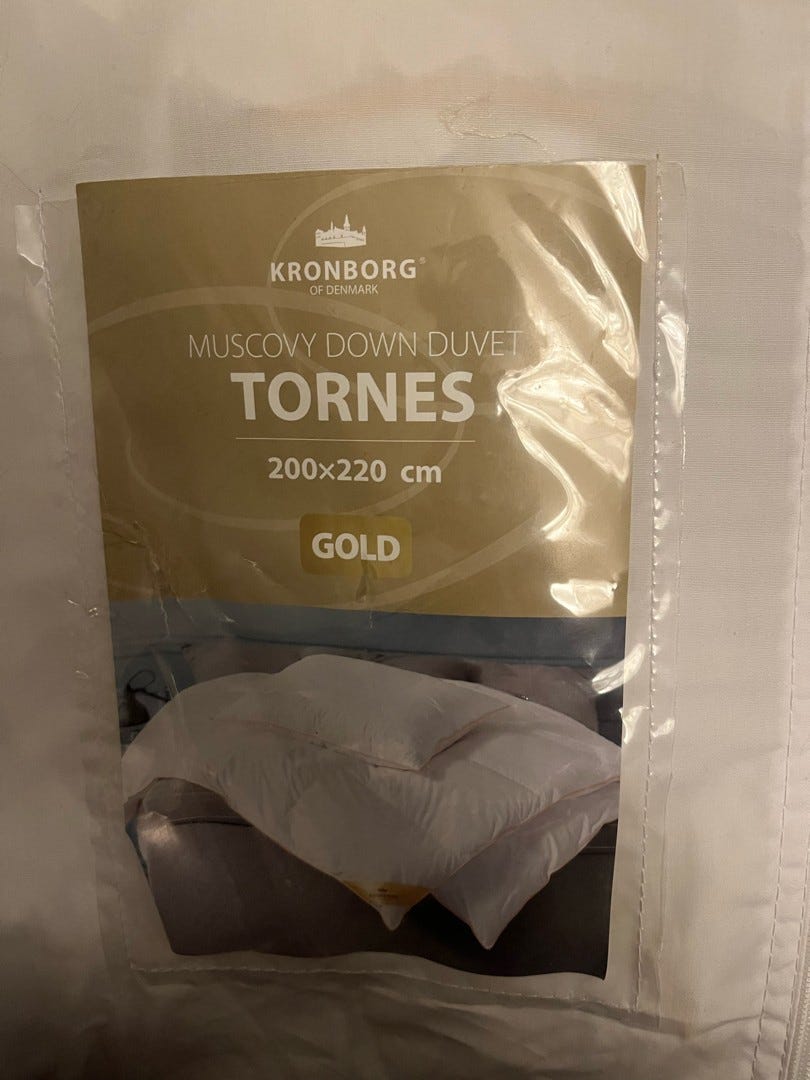 KRONBORG®
OF DENMARK
MUSCOVY DOWN DUVET
TORNES
200×220 cm
GOLD